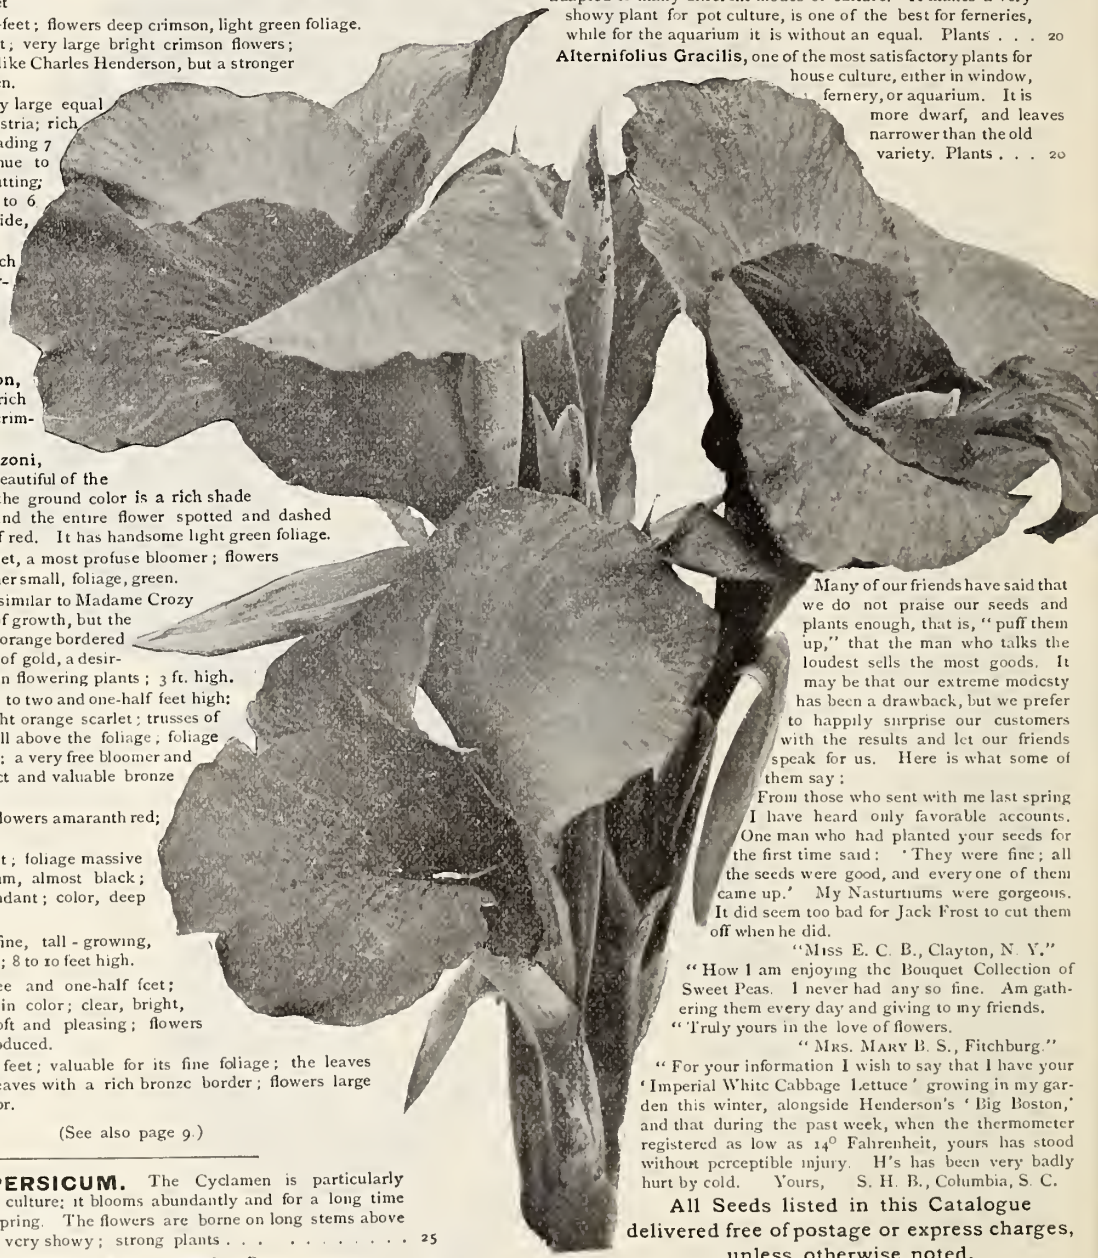 -feet; flowers deep crimson, light green foliage.
t; very large bright crimson flowers;
like Charles Henderson, but a stronger
n.
y large equal
stria; rich
ading 7
nue to
tting;
to 6
ide,
ch
r-
on,
rich
rim-
zoni,
eautiful of the
he ground color is a rich shade
nd the entire flower spotted and dashed
f red. It has handsome light green foliage.
et, a most profuse bloomer; flowers
er small, foliage, green.
similar to Madame Crozy
f growth, but the
orange bordered
of gold, a desir-
n flowering plants; 3 ft. high.
to two and one-half feet high;
ht orange scarlet; trusses of
ll above the foliage; foliage
; a very free bloomer and
ct and valuable bronze
lowers amaranth red;
t; foliage massive
m, almost black;
dant; color, deep
fine, tall-growing,
; 8 to 10 feet high.
ee and one-half feet;
in color; clear, bright,
oft and pleasing; flowers
oduced.
feet; valuable for its fine foliage; the leaves
eaves with a rich bronze border; flowers large
or.
(See also page 9.)
PERSICUM. The Cyclamen is particularly
culture; it blooms abundantly and for a long time
pring. The flowers are borne on long stems above
very showy; strong plants . . . . . . . . . . . . 25
showy plant for pot culture, is one of the best for ferneries,
while for the aquarium it is without an equal. Plants . . . 20
Alternifolius Gracilis, one of the most satisfactory plants for
house culture, either in window,
fernery, or aquarium. It is
more dwarf, and leaves
narrower than the old
variety. Plants . . . 20
Many of our friends have said that
we do not praise our seeds and
plants enough, that is, "puff them
up," that the man who talks the
loudest sells the most goods. It
may be that our extreme modesty
has been a drawback, but we prefer
to happily surprise our customers
with the results and let our friends
speak for us. Here is what some of
them say:
From those who sent with me last spring
I have heard only favorable accounts.
One man who had planted your seeds for
the first time said: 'They were fine; all
the seeds were good, and every one of them
came up.' My Nasturtiums were gorgeous.
It did seem too bad for Jack Frost to cut them
off when he did.
"Miss E. C. B., Clayton, N. Y."
"How I am enjoying the Bouquet Collection of
Sweet Peas. I never had any so fine. Am gath-
ering them every day and giving to my friends.
"Truly yours in the love of flowers.
"Mrs. Mary B. S., Fitchburg."
"For your information I wish to say that I have your
'Imperial White Cabbage Lettuce' growing in my gar-
den this winter, alongside Henderson's 'Big Boston,'
and that during the past week, when the thermometer
registered as low as 14° Fahrenheit, yours has stood
without perceptible injury. H's has been very badly
hurt by cold. Yours, S. H. B., Columbia, S. C.
All Seeds listed in this Catalogue
delivered free of postage or express charges,
unless otherwise noted.